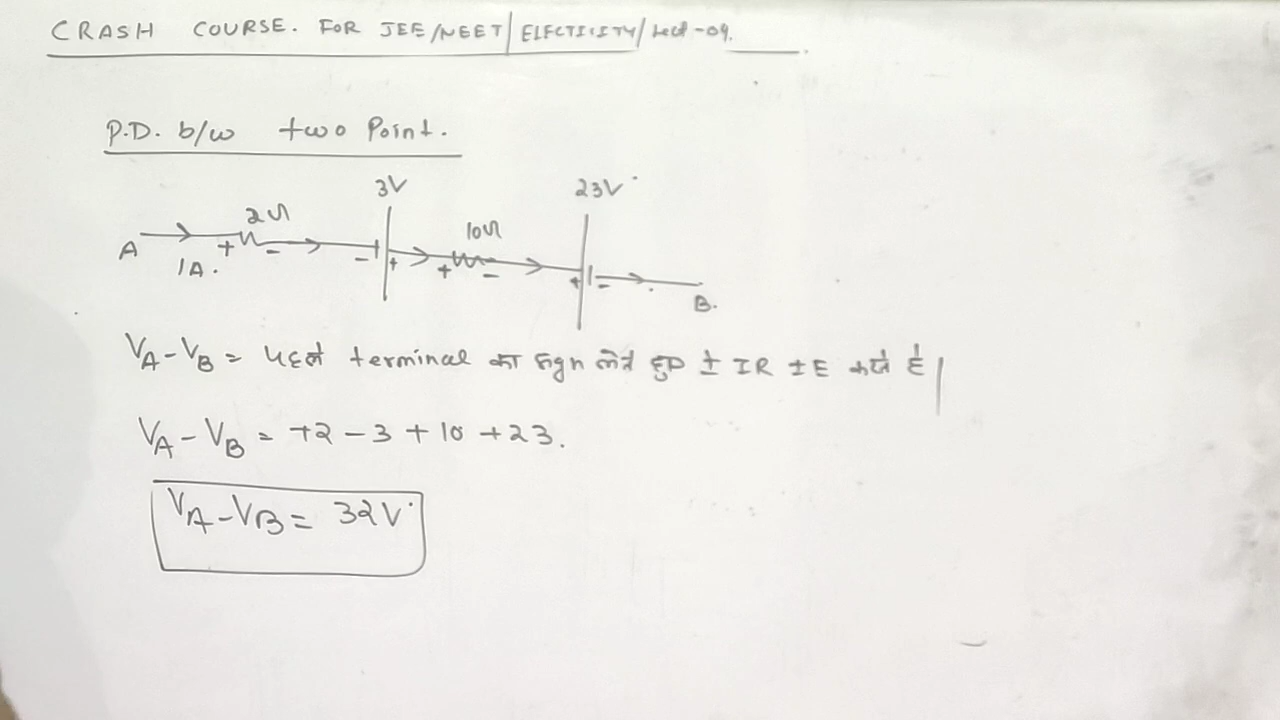 CRASH COURSE. FOR JEE/NEET/ELECTICITY/Lect-04.
P.D. b/w two Point.
3V
23V
2Ω
10Ω
A
+
-
-
+
+
-
+
-
1A.
B.
VA-VB = पहले terminal का sign लेते हुए ± IR ±E करते हैं|
VA-VB = +2-3+10+23.
VA-VB = 32V